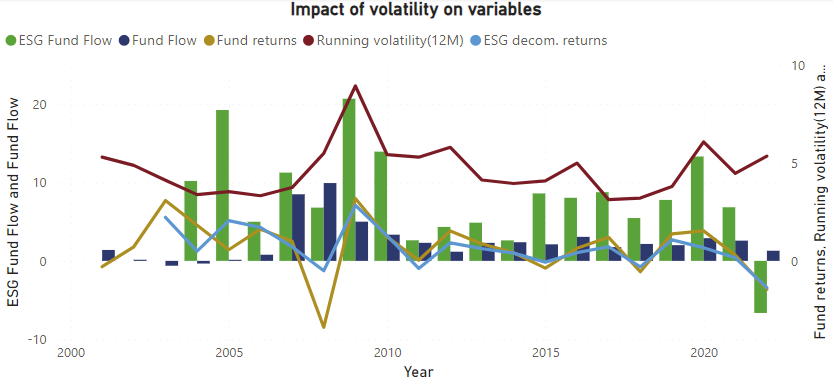 Impact of volatility on variables
ESG Fund Flow Fund Flow Fund returns Running volatility(12M) ESG decom. returns
ESG Fund Flow and Fund Flow
20
10
0
-10
10
5
0
Fund returns, Running volatility(12M) a...
2000 2005 2010 2015 2020
Year